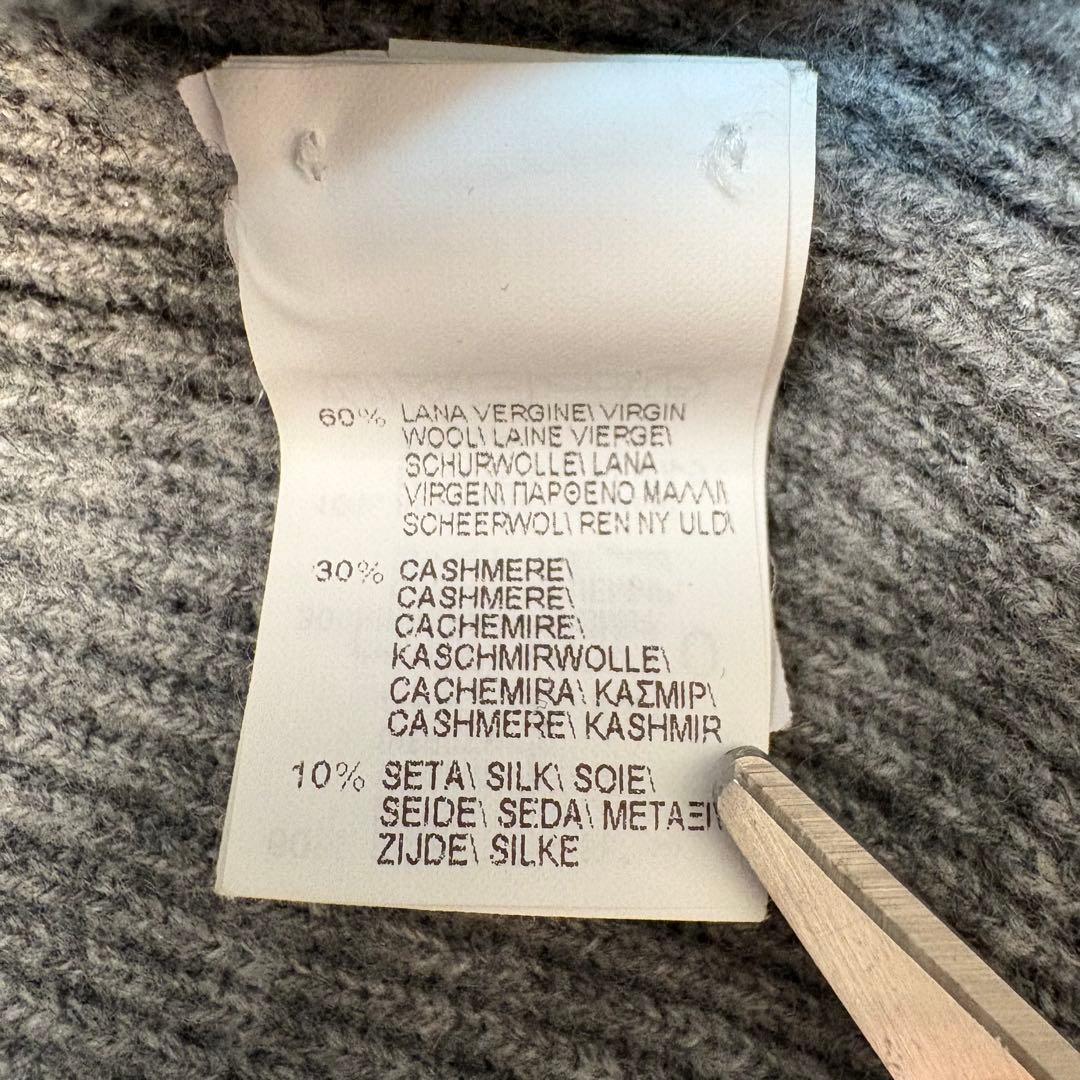 60% LANA VERGINE\ VIRGIN
WOOL\ LAINE VIERGE\
SCHURWOLLE\ LANA
VIRGEN\ ΠΑΡΘΕΝΟ ΜΑΛΛΙ\
SCHEERWOL\ REN NY ULD\
30% CASHMERE\
CASHMERE\
CACHEMIRE\
KASCHMIRWOLLE\
CACHEMIRA\ ΚΑΣΜΙΡ\
CASHMERE\ KASHMIR
10% SETA\ SILK\ SOIE\
SEIDE\ SEDA\ ΜΕΤΑΞΙ\
ZIJDE\ SILKE